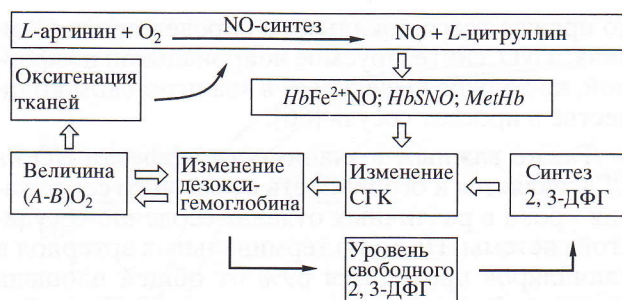 L-аргинин + O₂
NO-синтез
NO + L-цитруллин
Оксигенация
тканей
HbFe²⁺NO; HbSNO; MetHb
Величина
(A-B)O₂
Изменение
дезокси-
гемоглобина
Изменение
СГК
Синтез
2, 3-ДФГ
Уровень
свободного
2, 3-ДФГ